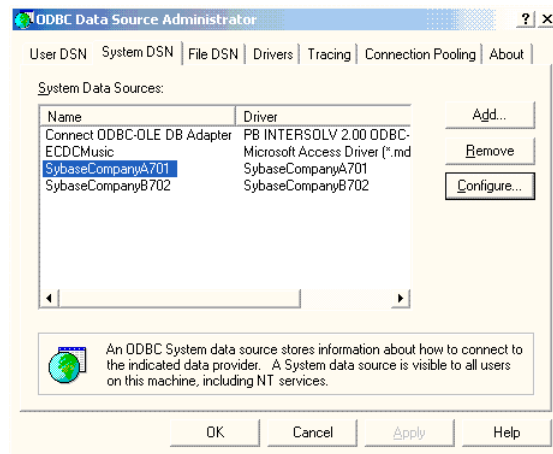 ODBC Data Source Administrator
User DSN System DSN File DSN Drivers Tracing Connection Pooling About
System Data Sources:
Name Driver
Connect ODBC-OLE DB Adapter PB INTERSOLV 2.00 ODBC-
ECDCMusic Microsoft Access Driver (*.md
SybaseCompanyA701 SybaseCompanyA701
SybaseCompanyB702 SybaseCompanyB702
Add...
Remove
Configure...
An ODBC System data source stores information about how to connect to
the indicated data provider. A System data source is visible to all users
on this machine, including NT services.
OK Cancel Apply Help